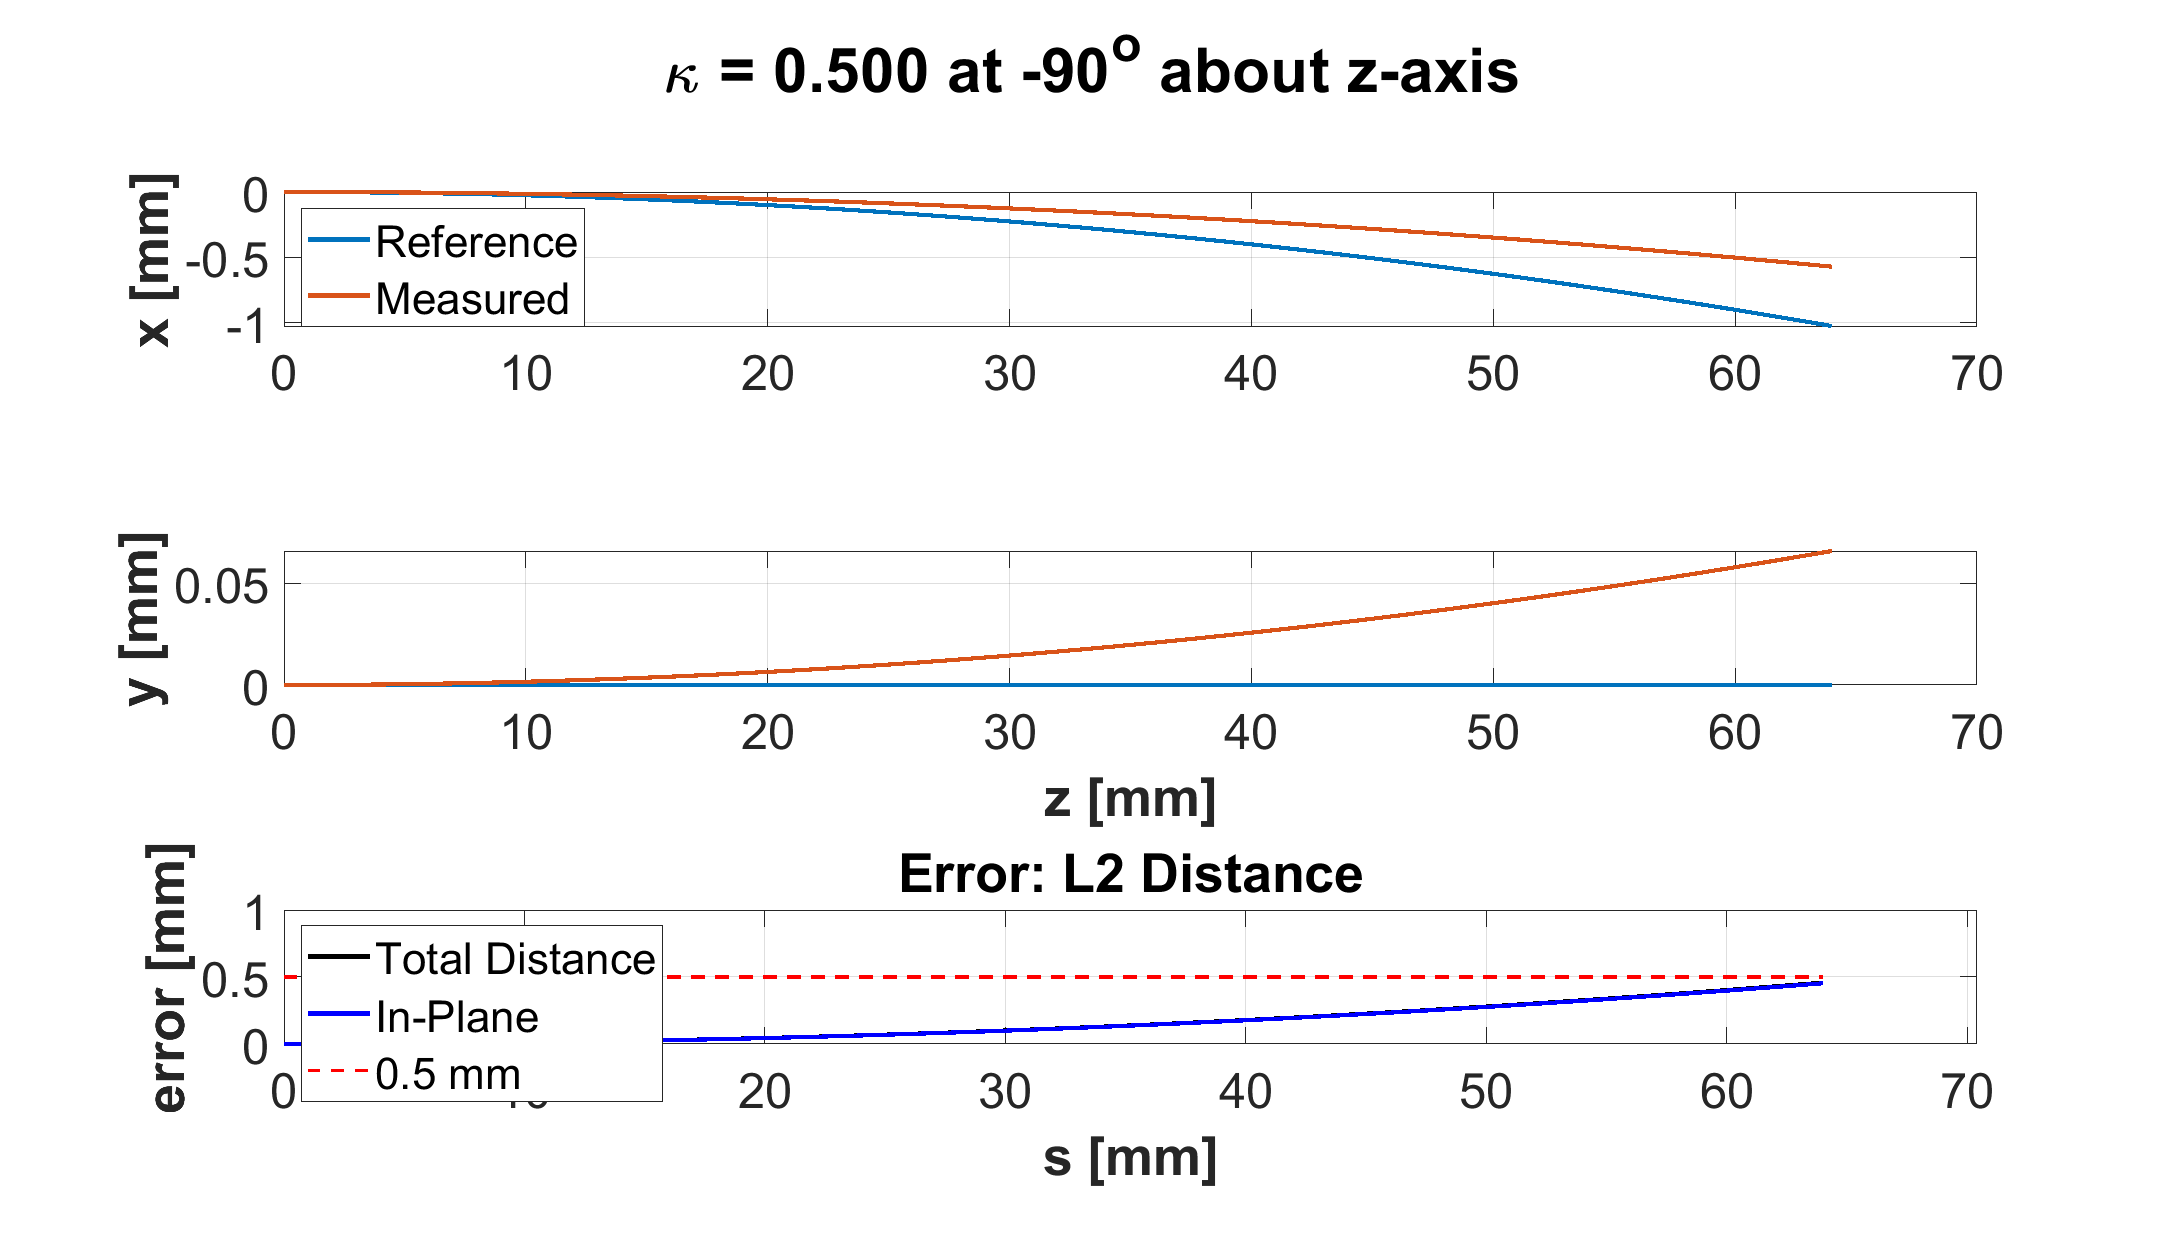 κ = 0.500 at -90° about z-axis
x [mm]
0
-0.5
-1
Reference
Measured
0 10 20 30 40 50 60 70
y [mm]
0.05
0
0 10 20 30 40 50 60 70
z [mm]
Error: L2 Distance
error [mm]
1
0.5
0
Total Distance
In-Plane
0.5 mm
0 10 20 30 40 50 60 70
s [mm]